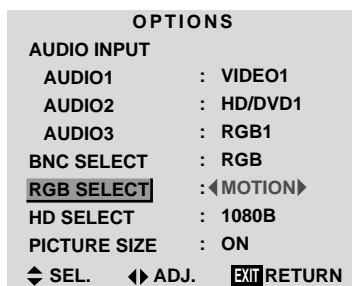 OPTIONS
AUDIO INPUT
AUDIO1 : VIDEO1
AUDIO2 : HD/DVD1
AUDIO3 : RGB1
BNC SELECT : RGB
RGB SELECT :◀MOTION▶
HD SELECT : 1080B
PICTURE SIZE : ON
▲▼ SEL. ◀▶ ADJ. EXIT RETURN